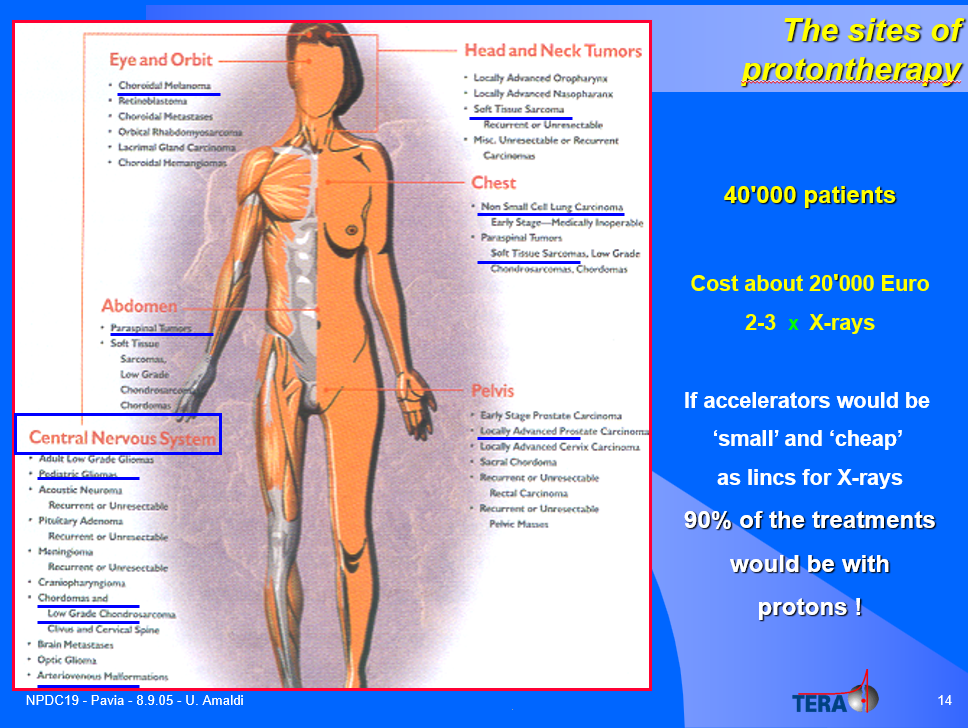 The sites of
protontherapy
Eye and Orbit
• Choroidal Melanoma
• Retinoblastoma
• Choroidal Metastases
• Orbital Rhabdomyosarcoma
• Lacrimal Gland Carcinoma
• Choroidal Hemangiomas
Head and Neck Tumors
• Locally Advanced Oropharynx
• Locally Advanced Nasopharanx
• Soft Tissue Sarcoma
Recurrent or Unresectable
• Misc. Unresectable or Recurrent
Carcinomas
Chest
• Non Small Cell Lung Carcinoma
Early Stage—Medically Inoperable
• Paraspinal Tumors
Soft Tissue Sarcomas, Low Grade
Chondrosarcomas, Chordomas
Abdomen
• Paraspinal Tumors
• Soft Tissue
Sarcomas,
Low Grade
Chondrosarcomas
Chordomas
Pelvis
• Early Stage Prostate Carcinoma
• Locally Advanced Prostate Carcinoma
• Locally Advanced Cervix Carcinoma
• Sacral Chordoma
• Recurrent or Unresectable
Rectal Carcinoma
• Recurrent or Unresectable
Pelvic Masses
Central Nervous System
• Adult Low Grade Gliomas
• Pediatric Gliomas
• Acoustic Neuroma
Recurrent or Unresectable
• Pituitary Adenoma
Recurrent or Unresectable
• Meningioma
Recurrent or Unresectable
• Craniopharyngioma
• Chordomas and
Low Grade Chondrosarcoma
Clivus and Cervical Spine
• Brain Metastases
• Optic Glioma
• Arteriovenous Malformations
40'000 patients
Cost about 20'000 Euro
2-3 x X-rays
If accelerators would be
‘small’ and ‘cheap’
as lincs for X-rays
90% of the treatments
would be with
protons !
NPDC19 - Pavia - 8.9.05 - U. Amaldi
TERA
14